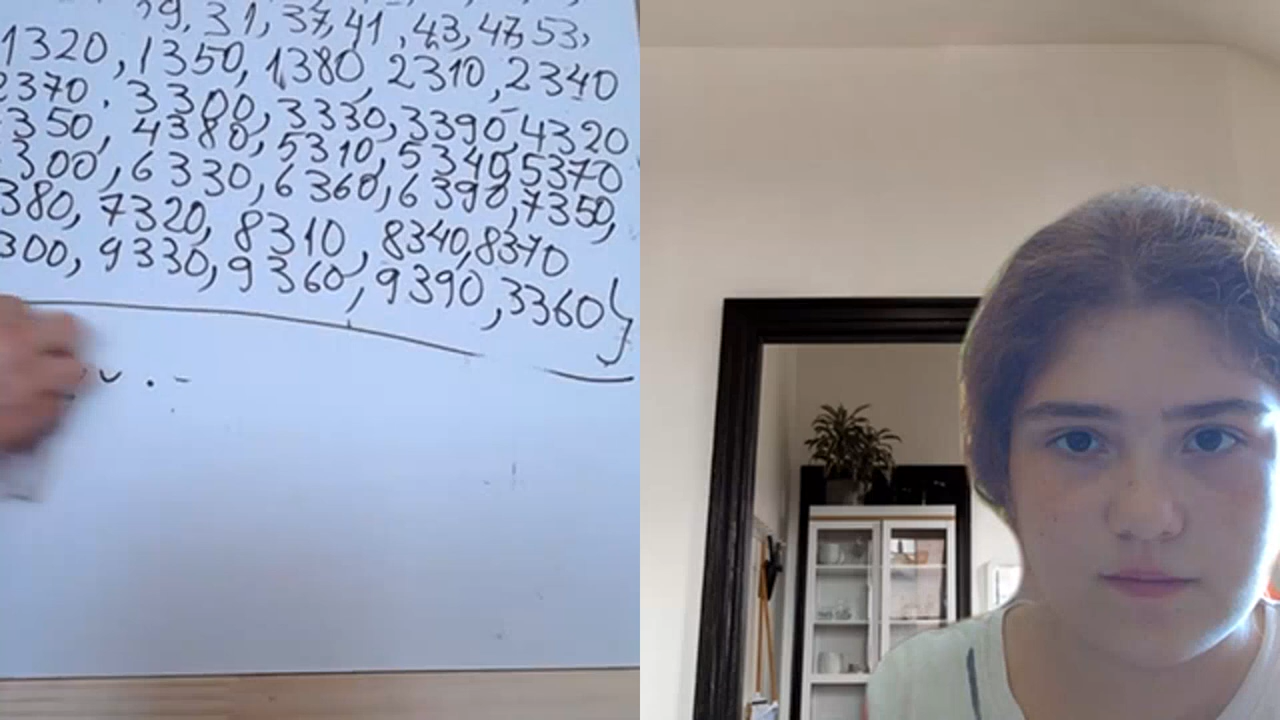 29, 31, 37, 41, 43, 47, 53,
1320, 1350, 1380, 2310, 2340
2370, 3300, 3330, 3390, 4320
350, 4380, 5310, 5340, 5370
300, 6330, 6360, 6390, 7350,
380, 7320, 8310, 8340, 8370
300, 9330, 9360, 9390, 3360}